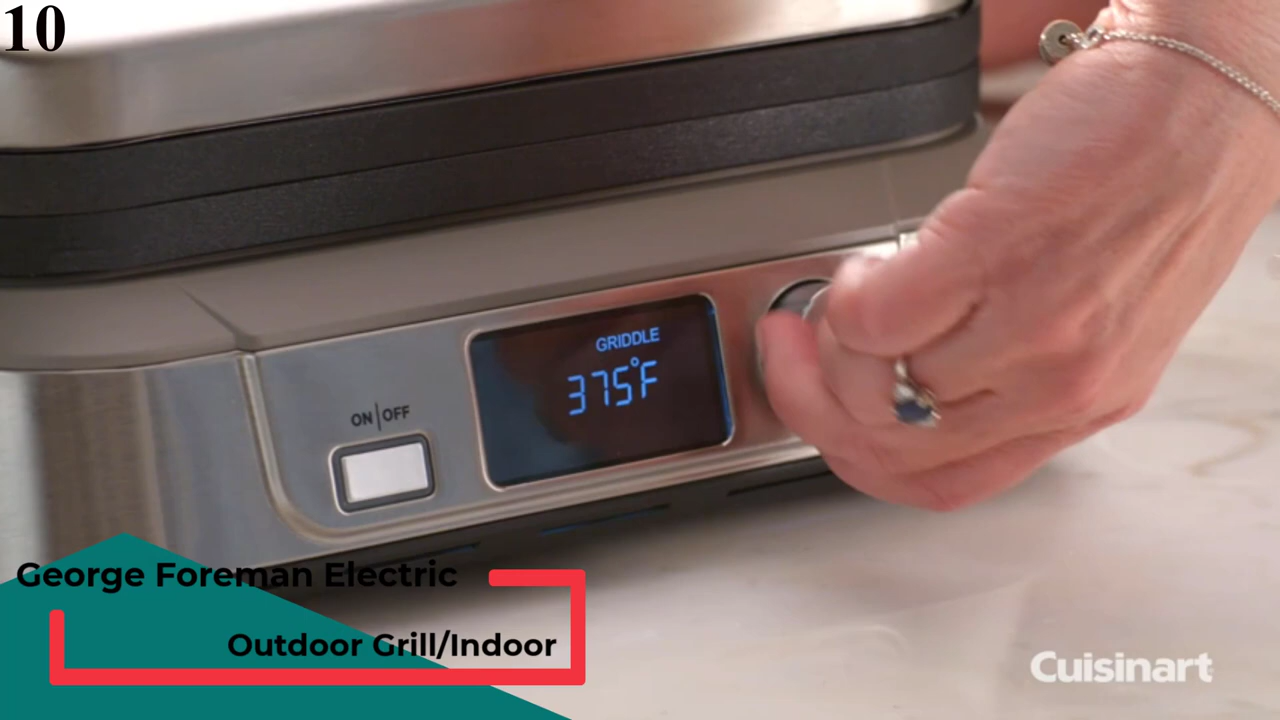 10
GRIDDLE
375°F
ON|OFF
George Foreman Electric
Outdoor Grill/Indoor
Cuisinart